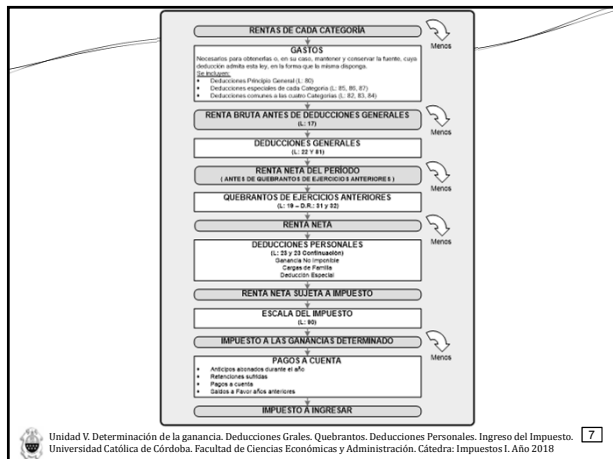 RENTAS DE CADA CATEGORÍA
Menos
GASTOS
Necesarios para obtenerlas o, en su caso, mantener y conservar la fuente, cuya
deducción admita esta ley, en la forma que la misma disponga.
Se incluyen:
• Deducciones Principio General (L: 80)
• Deducciones especiales de cada Categoría (L: 85, 86, 87)
• Deducciones comunes a las cuatro Categorías (L: 82, 83, 84)
RENTA BRUTA ANTES DE DEDUCCIONES GENERALES
(L: 17)
Menos
DEDUCCIONES GENERALES
(L: 22 Y 81)
RENTA NETA DEL PERÍODO
( ANTES DE QUEBRANTOS DE EJERCICIOS ANTERIORES )
Menos
QUEBRANTOS DE EJERCICIOS ANTERIORES
(L: 19 – D.R.: 31 y 32)
RENTA NETA
Menos
DEDUCCIONES PERSONALES
(L: 23 y 23 Continuación)
Ganancia No Imponible
Cargas de Familia
Deducción Especial
RENTA NETA SUJETA A IMPUESTO
ESCALA DEL IMPUESTO
(L: 90)
IMPUESTO A LAS GANANCIAS DETERMINADO
Menos
PAGOS A CUENTA
• Anticipos abonados durante el año
• Retenciones sufridas
• Pagos a cuenta
• Saldos a Favor años anteriores
IMPUESTO A INGRESAR
Unidad V. Determinación de la ganancia. Deducciones Grales. Quebrantos. Deducciones Personales. Ingreso del Impuesto. 7
Universidad Católica de Córdoba. Facultad de Ciencias Económicas y Administración. Cátedra: Impuestos I. Año 2018